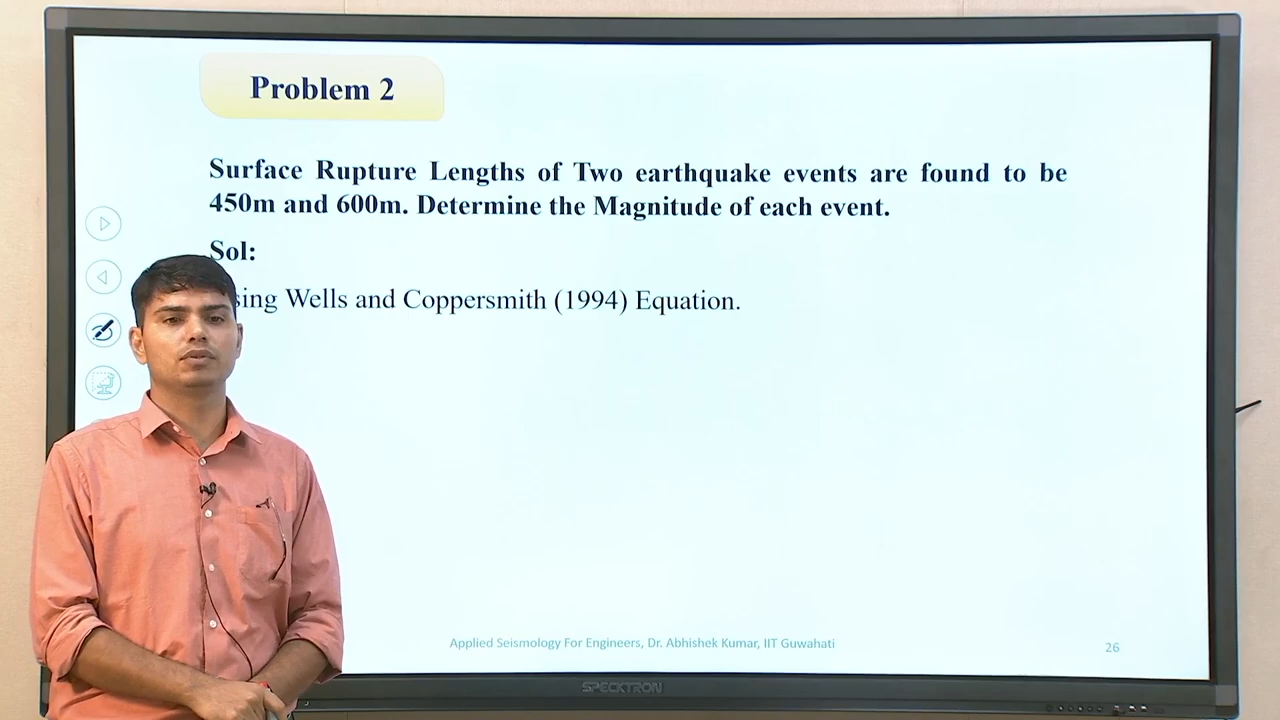 Problem 2
Surface Rupture Lengths of Two earthquake events are found to be
450m and 600m. Determine the Magnitude of each event.
Sol:
sing Wells and Coppersmith (1994) Equation.
Applied Seismology For Engineers, Dr. Abhishek Kumar, IIT Guwahati
26
SPECKTRON